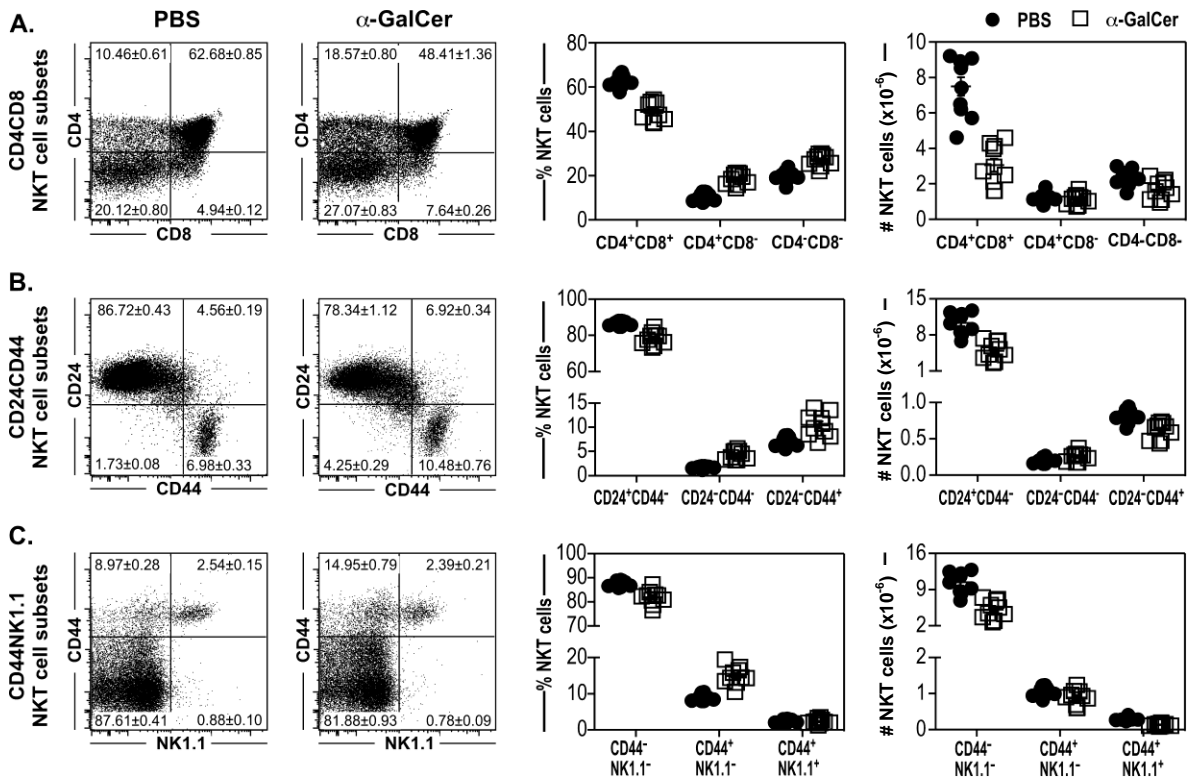 PBS
α-GalCer
● PBS □ α-GalCer
A.
CD4CD8
NKT cell subsets
10.46±0.61 62.68±0.85
20.12±0.80 4.94±0.12
CD4
CD8
18.57±0.80 48.41±1.36
27.07±0.83 7.64±0.26
CD4
CD8
% NKT cells
80
60
40
20
0
CD4+CD8+ CD4+CD8- CD4-CD8-
# NKT cells (x10-6)
10
8
6
4
2
0
CD4+CD8+ CD4+CD8- CD4-CD8-
B.
CD24CD44
NKT cell subsets
86.72±0.43 4.56±0.19
1.73±0.08 6.98±0.33
CD24
CD44
78.34±1.12 6.92±0.34
4.25±0.29 10.48±0.76
CD24
CD44
% NKT cells
100
80
60
15
10
5
0
CD24+CD44- CD24-CD44- CD24-CD44+
# NKT cells (x10-6)
15
8
1
1.0
0.5
0.0
CD24+CD44- CD24-CD44- CD24-CD44+
C.
CD44NK1.1
NKT cell subsets
8.97±0.28 2.54±0.15
87.61±0.41 0.88±0.10
CD44
NK1.1
14.95±0.79 2.39±0.21
81.88±0.93 0.78±0.09
CD44
NK1.1
% NKT cells
100
90
80
70
20
10
0
CD44- CD44+ CD44+
NK1.1- NK1.1- NK1.1+
# NKT cells (x10-6)
16
9
2
2
1
0
CD44- CD44+ CD44+
NK1.1- NK1.1- NK1.1+